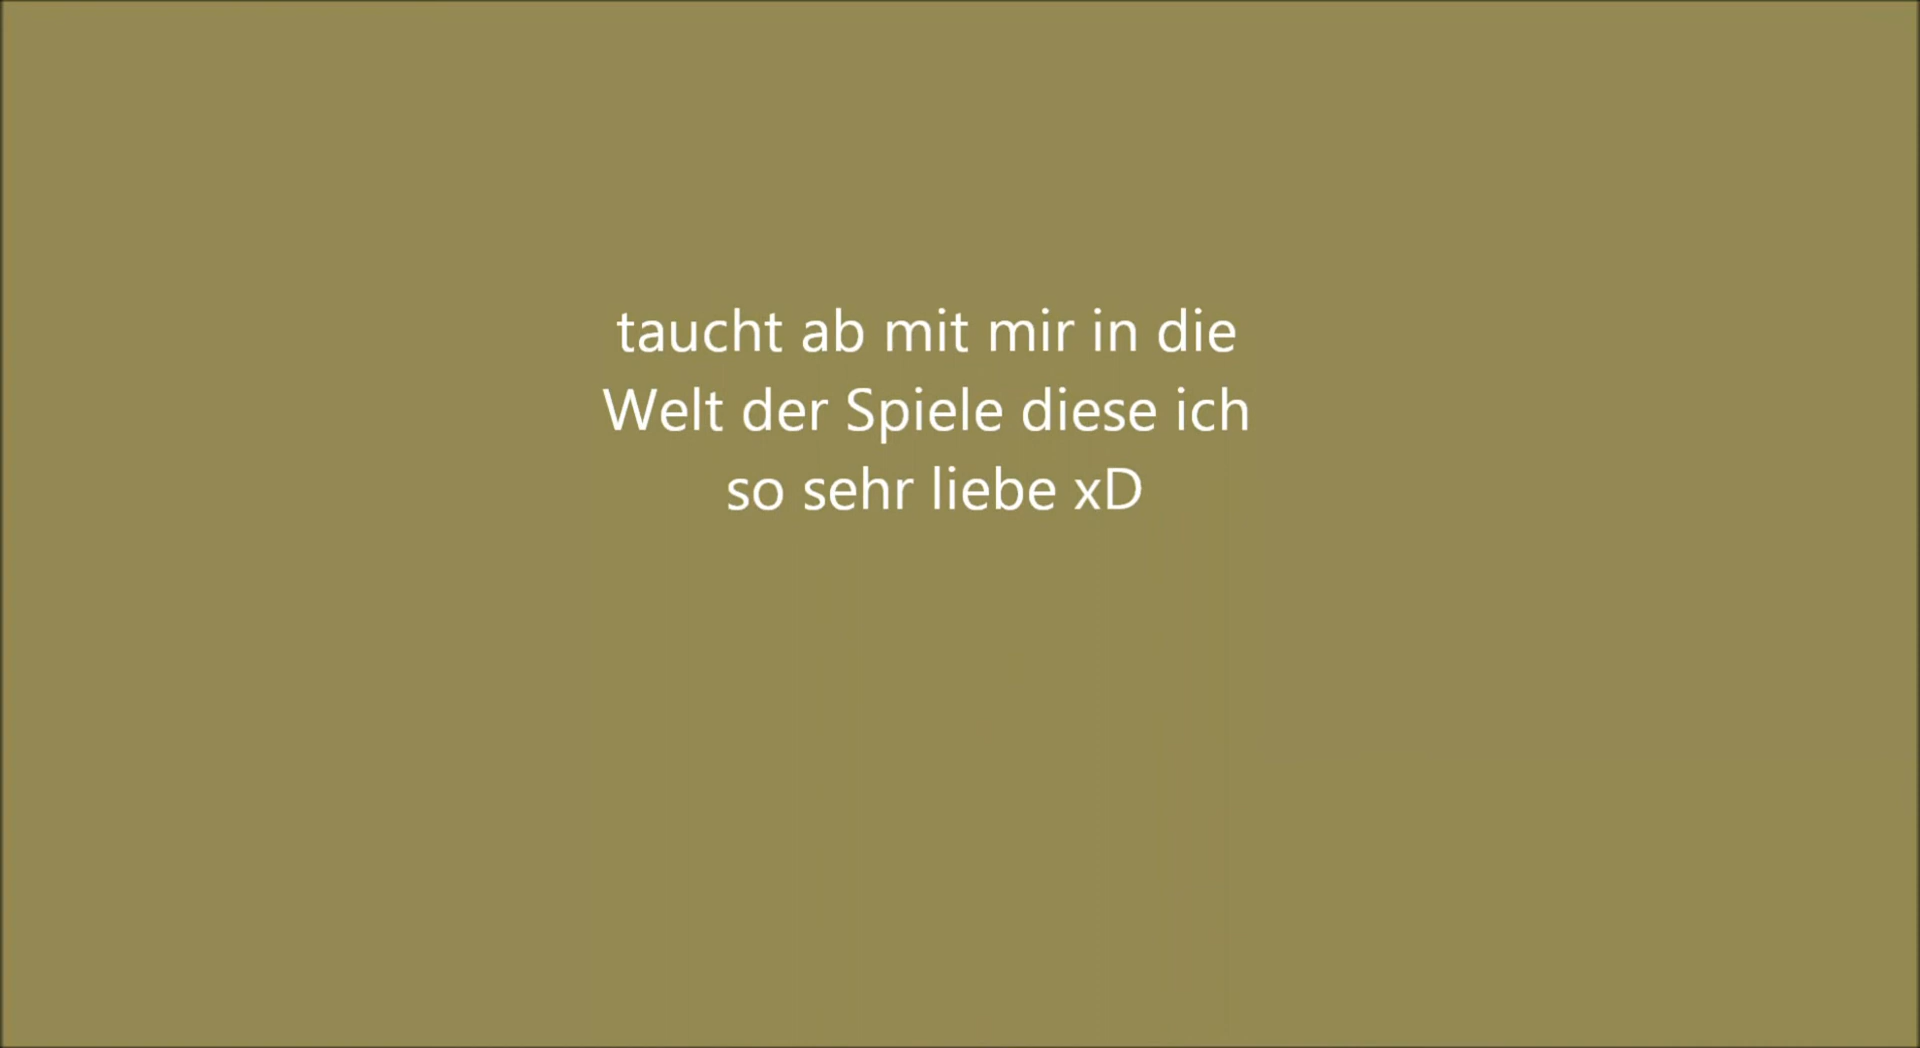 taucht ab mit mir in die
Welt der Spiele diese ich
so sehr liebe xD